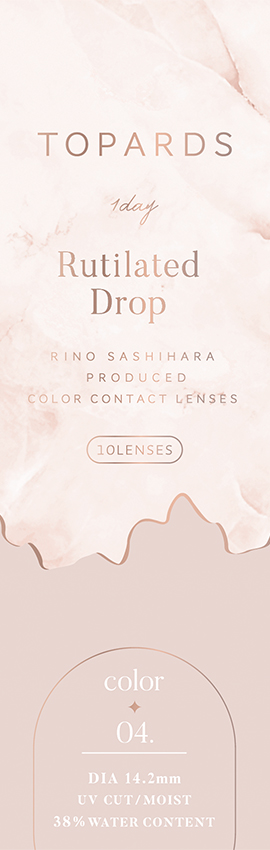 TOPARDS
1day
Rutilated
Drop
RINO SASHIHARA
PRODUCED
COLOR CONTACT LENSES
10LENSES
color
04.
DIA 14.2mm
UV CUT/MOIST
38% WATER CONTENT